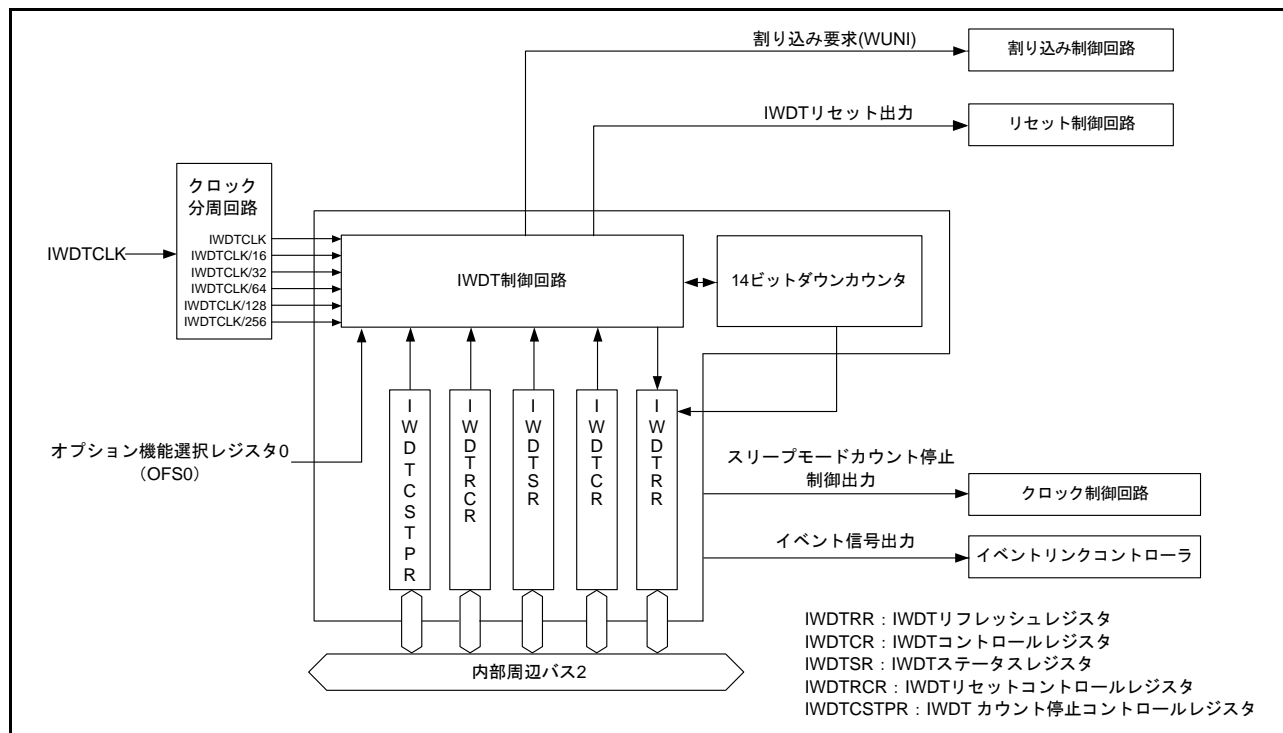 割り込み要求(WUNI)
割り込み制御回路
IWDTリセット出力
リセット制御回路
クロック
分周回路
IWDTCLK
IWDTCLK
IWDTCLK/16
IWDTCLK/32
IWDTCLK/64
IWDTCLK/128
IWDTCLK/256
IWDT制御回路
14ビットダウンカウンタ
IWDTCSTPR
IWDTRCR
IWDTSR
IWDTCR
IWDTRR
オプション機能選択レジスタ0
（OFS0）
スリープモードカウント停止
制御出力
クロック制御回路
イベント信号出力
イベントリンクコントローラ
内部周辺バス2
IWDTRR：IWDTリフレッシュレジスタ
IWDTCR：IWDTコントロールレジスタ
IWDTSR：IWDTステータスレジスタ
IWDTRCR：IWDTリセットコントロールレジスタ
IWDTCSTPR：IWDT カウント停止コントロールレジスタ